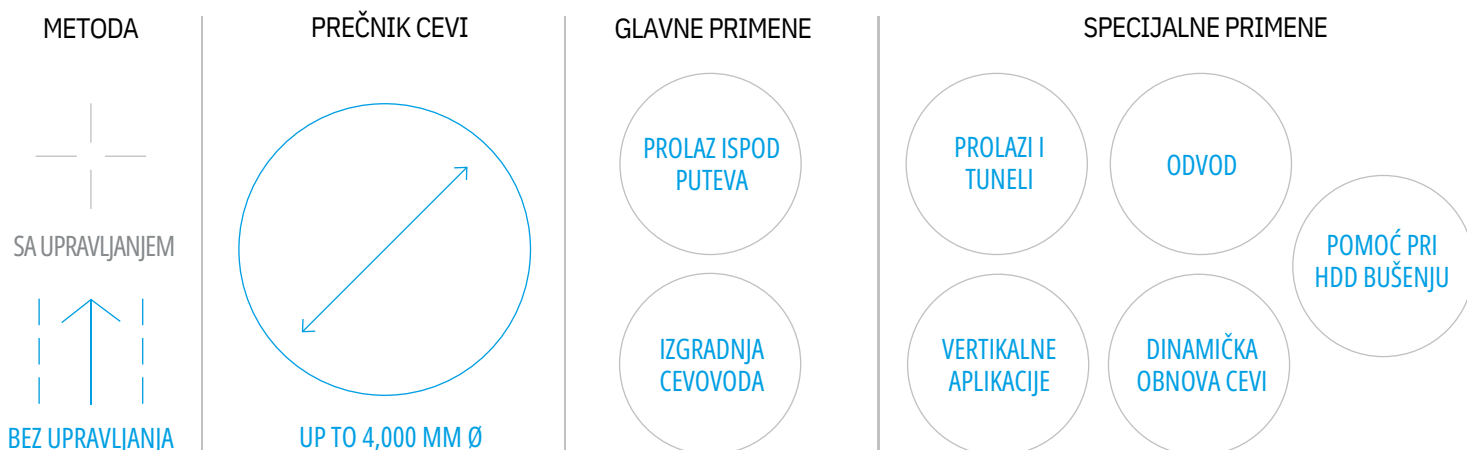 METODA
SA UPRAVLJANJEM
BEZ UPRAVLJANJA
PREČNIK CEVI
UP TO 4,000 MM Ø
GLAVNE PRIMENE
PROLAZ ISPOD
PUTEVA
IZGRADNJA
CEVOVODA
SPECIJALNE PRIMENE
PROLAZI I
TUNELI
ODVOD
POMOĆ PRI
HDD BUŠENJU
VERTIKALNE
APLIKACIJE
DINAMIČKA
OBNOVA CEVI